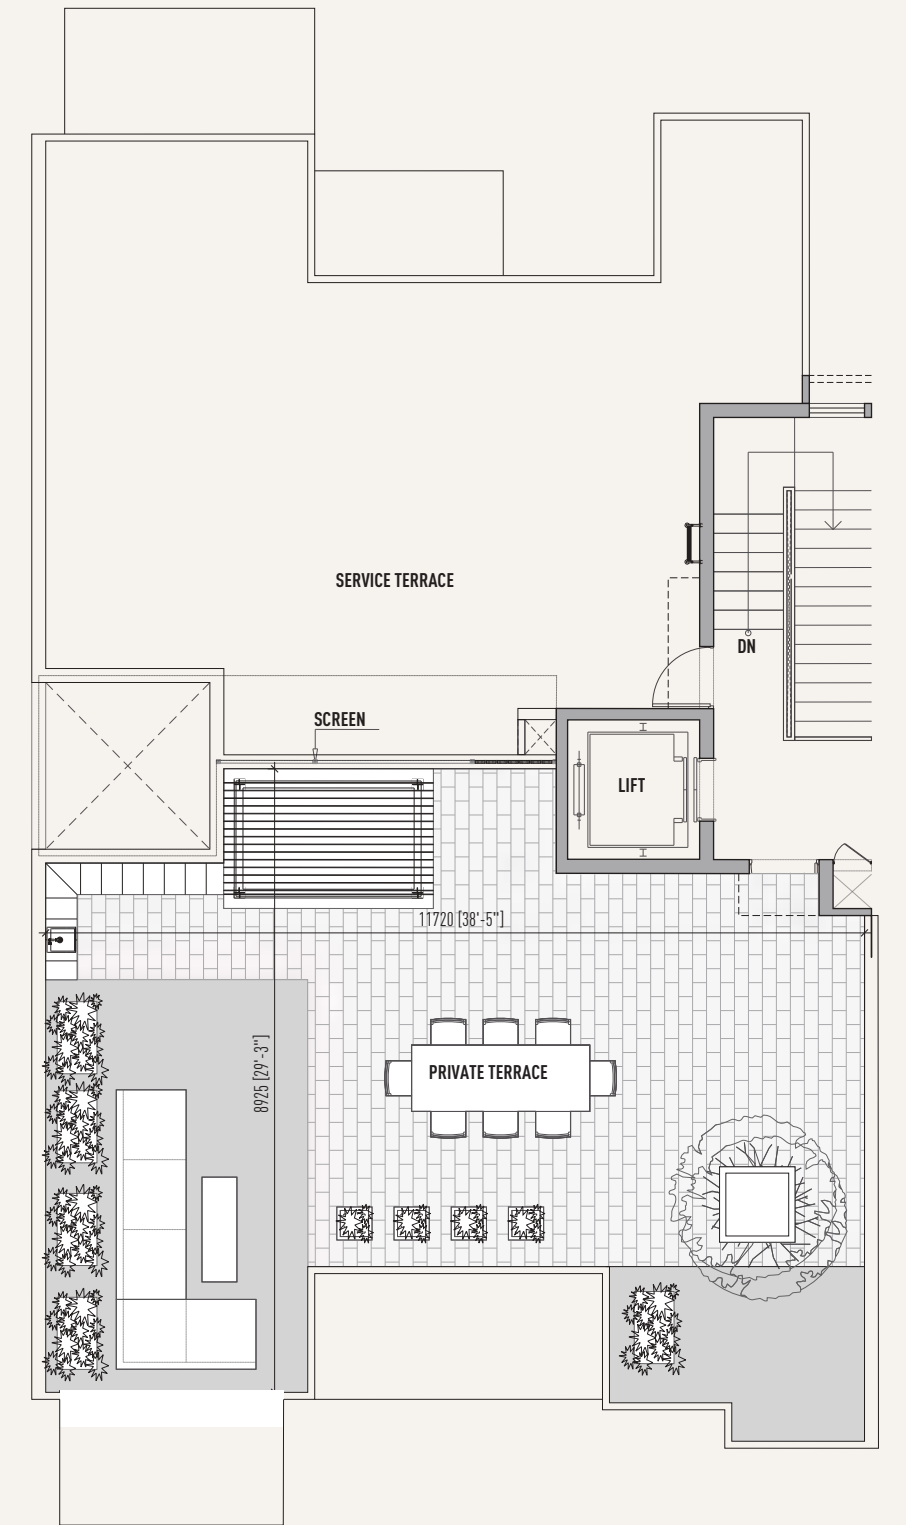 SERVICE TERRACE
DN
SCREEN
LIFT
11720 [38'-5"]
8925 [29'-3"]
PRIVATE TERRACE